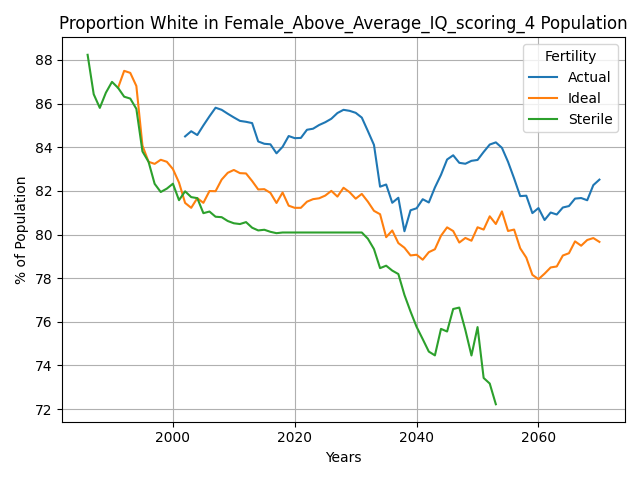 Proportion White in Female_Above_Average_IQ_scoring_4 Population
% of Population
88
86
84
82
80
78
76
74
72
2000
2020
2040
2060
Years
Fertility
Actual
Ideal
Sterile